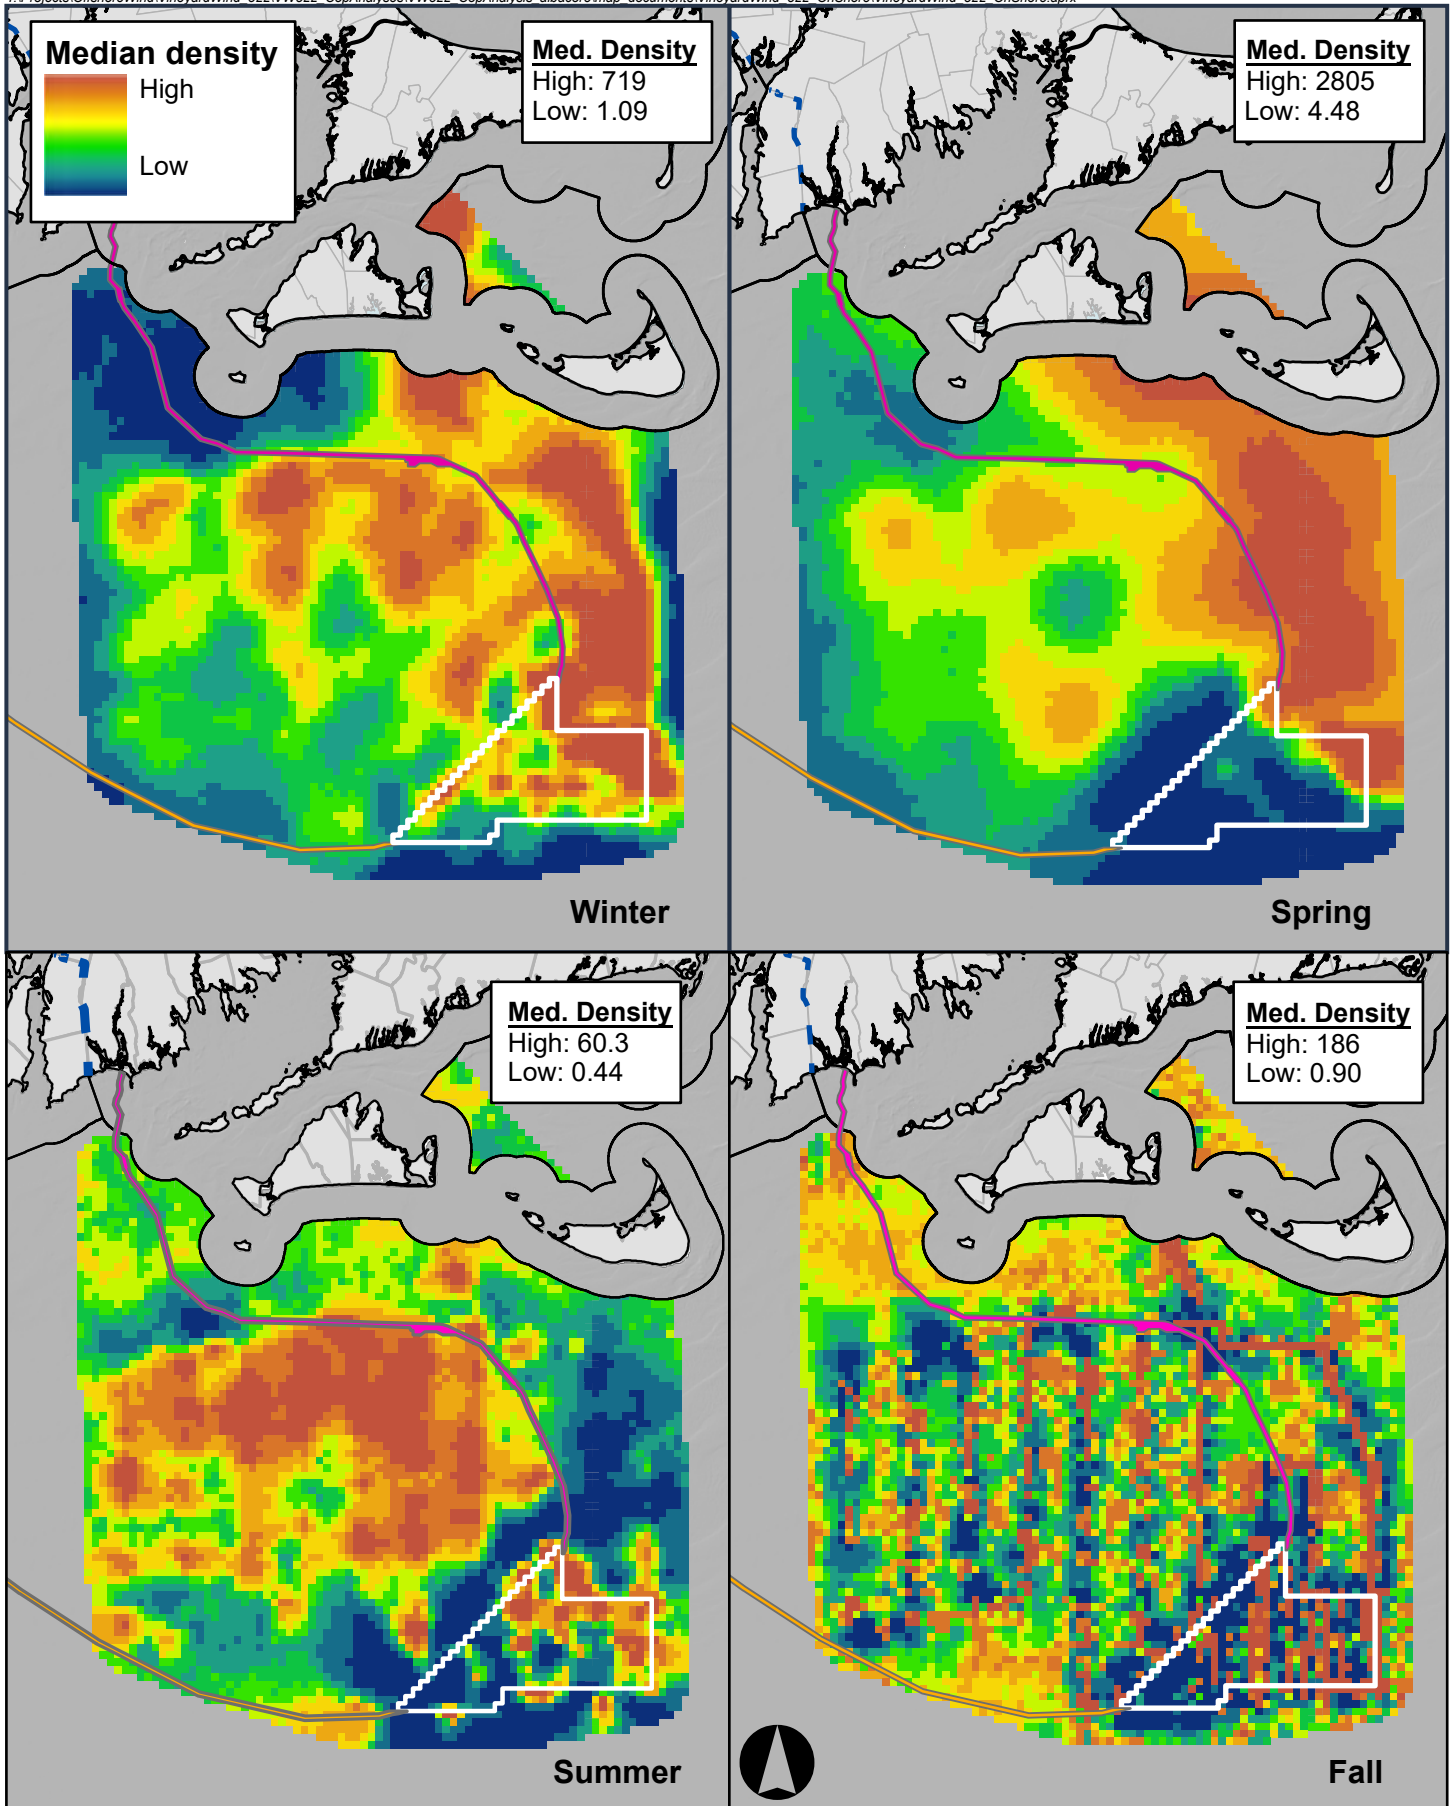 Median density
High
Low
Med. Density
High: 719
Low: 1.09
Winter
Med. Density
High: 2805
Low: 4.48
Spring
Med. Density
High: 60.3
Low: 0.44
Summer
Med. Density
High: 186
Low: 0.90
Fall